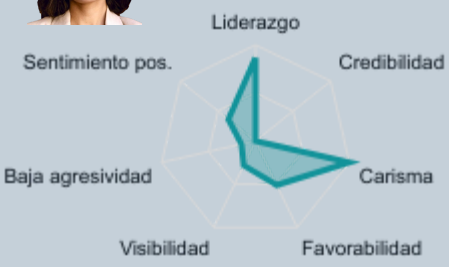 Liderazgo
Sentimiento pos.
Credibilidad
Baja agresividad
Carisma
Visibilidad
Favorabilidad